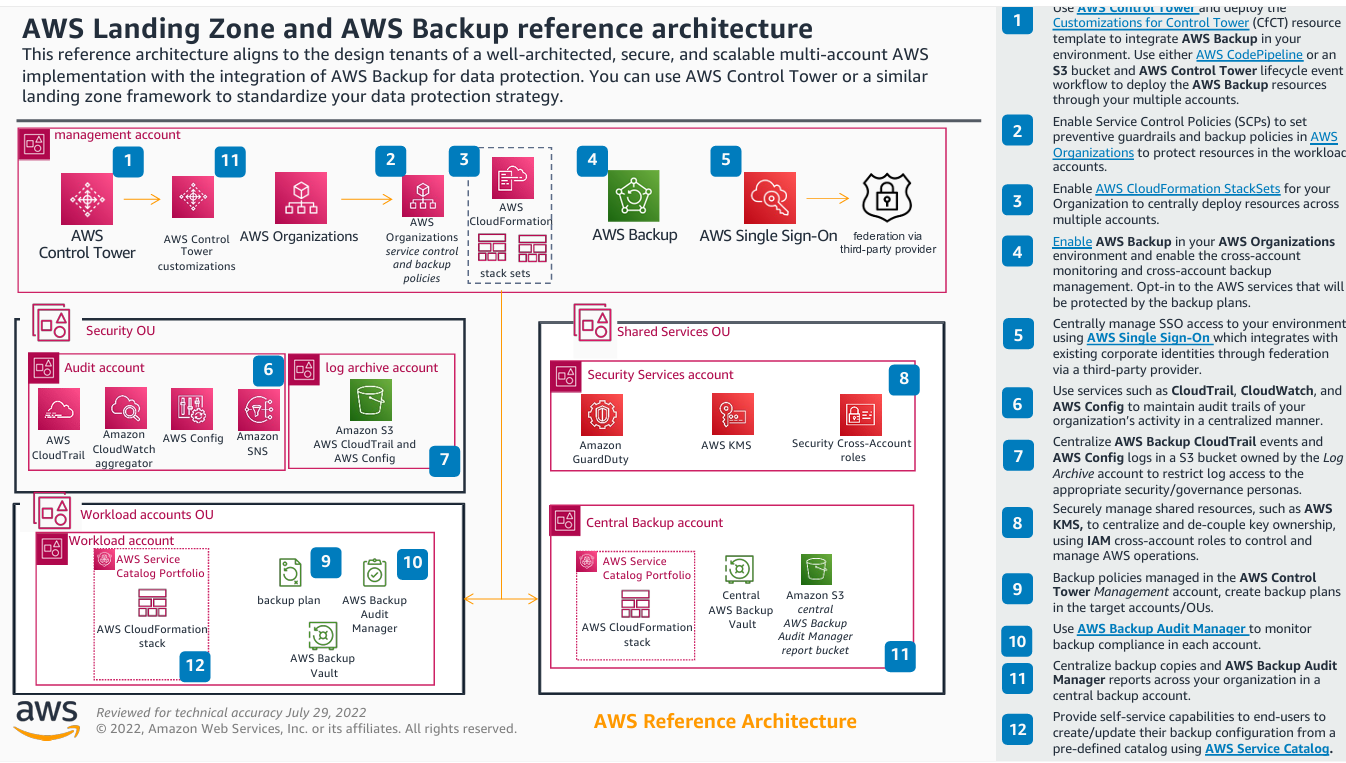 AWS Landing Zone and AWS Backup reference architecture
This reference architecture aligns to the design tenants of a well-architected, secure, and scalable multi-account AWS
implementation with the integration of AWS Backup for data protection. You can use AWS Control Tower or a similar
landing zone framework to standardize your data protection strategy.
management account
1
11
2
3
4
5
AWS
Control Tower
AWS Control
Tower
customizations
AWS Organizations
AWS
Organizations
service control
and backup
policies
AWS
CloudFormation
stack sets
AWS Backup
AWS Single Sign-On
federation via
third-party provider
Security OU
Audit account
6
AWS
CloudTrail
Amazon
CloudWatch
aggregator
AWS Config
Amazon
SNS
log archive account
Amazon S3
AWS CloudTrail and
AWS Config
7
Shared Services OU
Security Services account
8
Amazon
GuardDuty
AWS KMS
Security Cross-Account
roles
Workload accounts OU
Workload account
AWS Service
Catalog Portfolio
AWS CloudFormation
stack
12
9
backup plan
10
AWS Backup
Audit
Manager
AWS Backup
Vault
Central Backup account
AWS Service
Catalog Portfolio
AWS CloudFormation
stack
Central
AWS Backup
Vault
Amazon S3
central
AWS Backup
Audit Manager
report bucket
11
aws
Reviewed for technical accuracy July 29, 2022
© 2022, Amazon Web Services, Inc. or its affiliates. All rights reserved.
AWS Reference Architecture
1
Use AWS Control Tower and deploy the
Customizations for Control Tower (CfCT) resource
template to integrate AWS Backup in your
environment. Use either AWS CodePipeline or an
S3 bucket and AWS Control Tower lifecycle event
workflow to deploy the AWS Backup resources
through your multiple accounts.
2
Enable Service Control Policies (SCPs) to set
preventive guardrails and backup policies in AWS
Organizations to protect resources in the workload
accounts.
3
Enable AWS CloudFormation StackSets for your
Organization to centrally deploy resources across
multiple accounts.
4
Enable AWS Backup in your AWS Organizations
environment and enable the cross-account
monitoring and cross-account backup
management. Opt-in to the AWS services that will
be protected by the backup plans.
5
Centrally manage SSO access to your environment
using AWS Single Sign-On which integrates with
existing corporate identities through federation
via a third-party provider.
6
Use services such as CloudTrail, CloudWatch, and
AWS Config to maintain audit trails of your
organization's activity in a centralized manner.
7
Centralize AWS Backup CloudTrail events and
AWS Config logs in a S3 bucket owned by the Log
Archive account to restrict log access to the
appropriate security/governance personas.
8
Securely manage shared resources, such as AWS
KMS, to centralize and de-couple key ownership,
using IAM cross-account roles to control and
manage AWS operations.
9
Backup policies managed in the AWS Control
Tower Management account, create backup plans
in the target accounts/OUs.
10
Use AWS Backup Audit Manager to monitor
backup compliance in each account.
11
Centralize backup copies and AWS Backup Audit
Manager reports across your organization in a
central backup account.
12
Provide self-service capabilities to end-users to
create/update their backup configuration from a
pre-defined catalog using AWS Service Catalog.